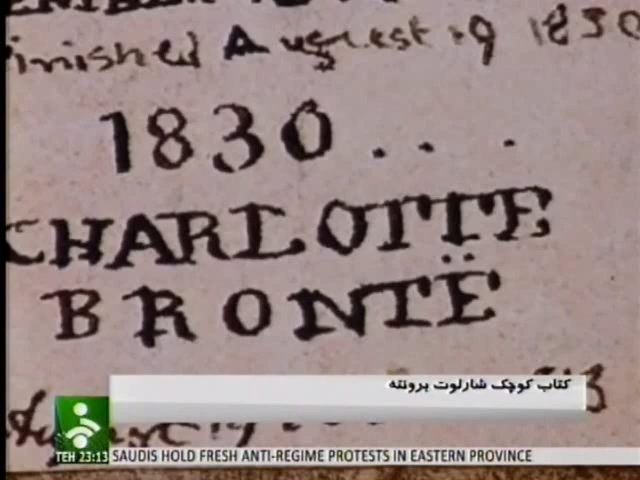 Finished August 19 1830
1830...
CHARLOTTE
BRONTË
کتاب کوچک شارلوت برونته
TEH 23:13 SAUDIS HOLD FRESH ANTI-REGIME PROTESTS IN EASTERN PROVINCE